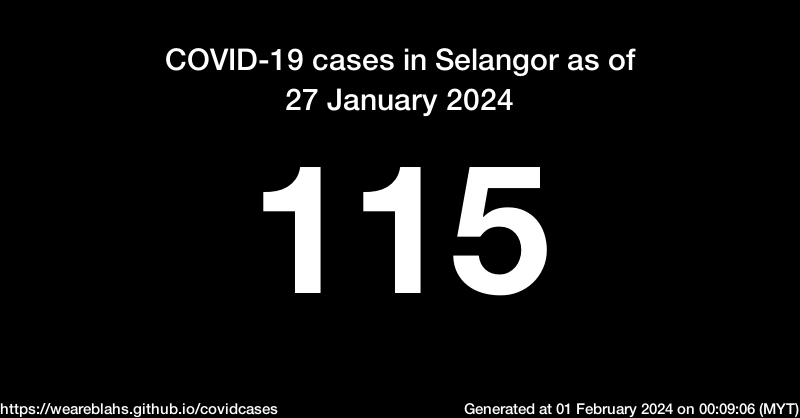 COVID-19 cases in Selangor as of
27 January 2024
115
https://weareblahs.github.io/covidcases
Generated at 01 February 2024 on 00:09:06 (MYT)